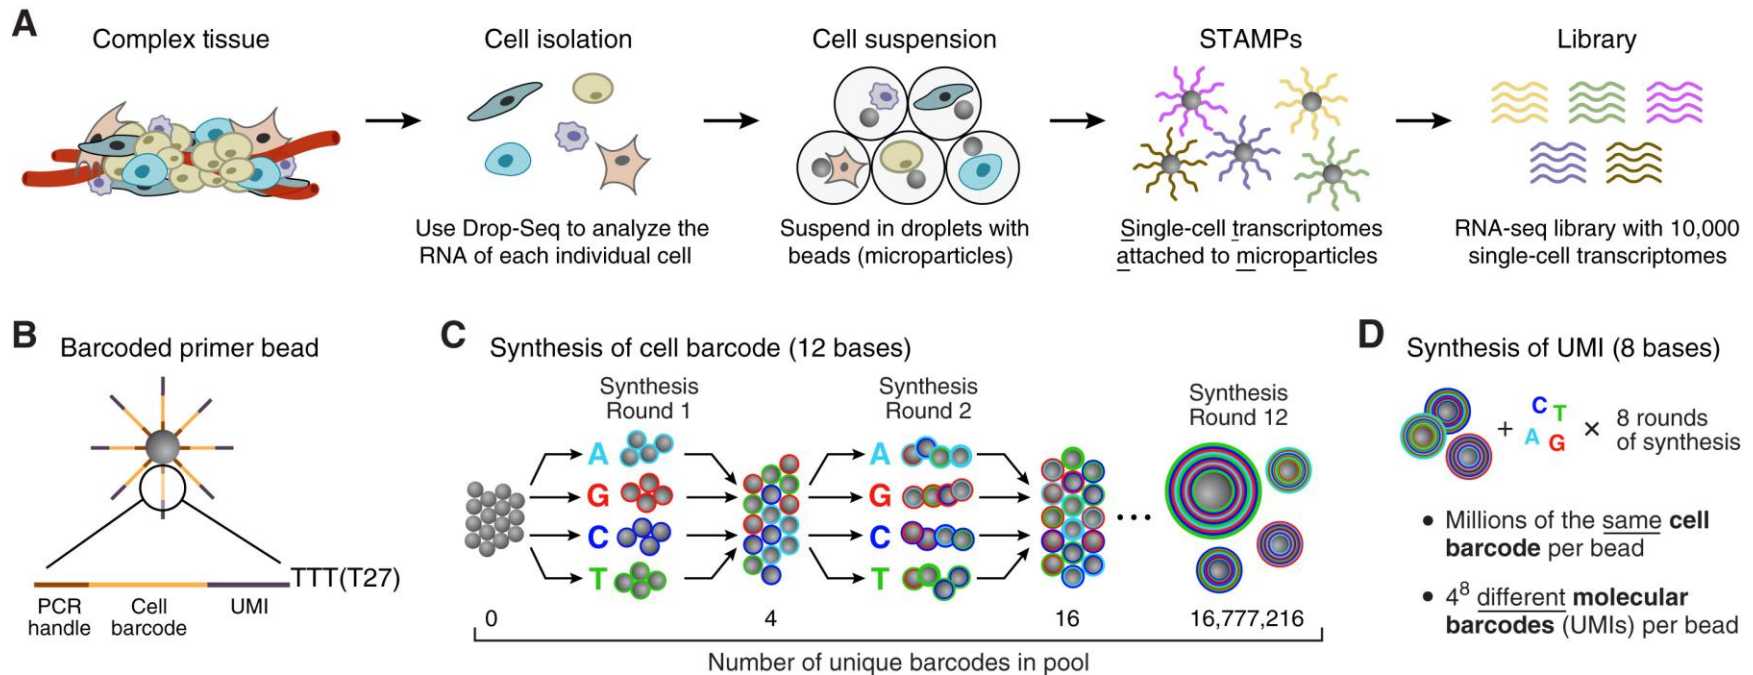 A
Complex tissue
Cell isolation
Use Drop-Seq to analyze the
RNA of each individual cell
Cell suspension
Suspend in droplets with
beads (microparticles)
STAMPs
Single-cell transcriptomes
attached to microparticles
Library
RNA-seq library with 10,000
single-cell transcriptomes
B
Barcoded primer bead
TTT(T27)
PCR
handle
Cell
barcode
UMI
C
Synthesis of cell barcode (12 bases)
Synthesis
Round 1
A
G
C
T
Synthesis
Round 2
A
G
C
T
...
Synthesis
Round 12
0
4
16
16,777,216
Number of unique barcodes in pool
D
Synthesis of UMI (8 bases)
+
C T
A G
×
8 rounds
of synthesis
• Millions of the same cell
barcode per bead
• 4⁸ different molecular
barcodes (UMIs) per bead